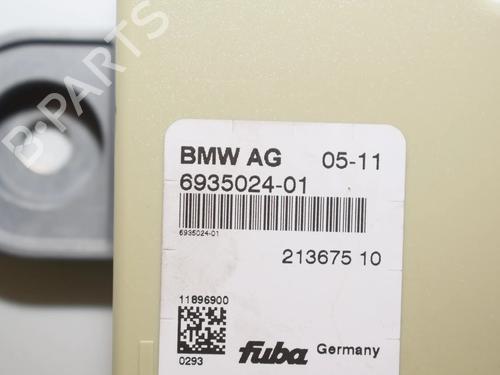 B-PARTS
BMW AG 05-11
6935024-01
6935024-01
213675 10
11896900
0293 fuba Germany